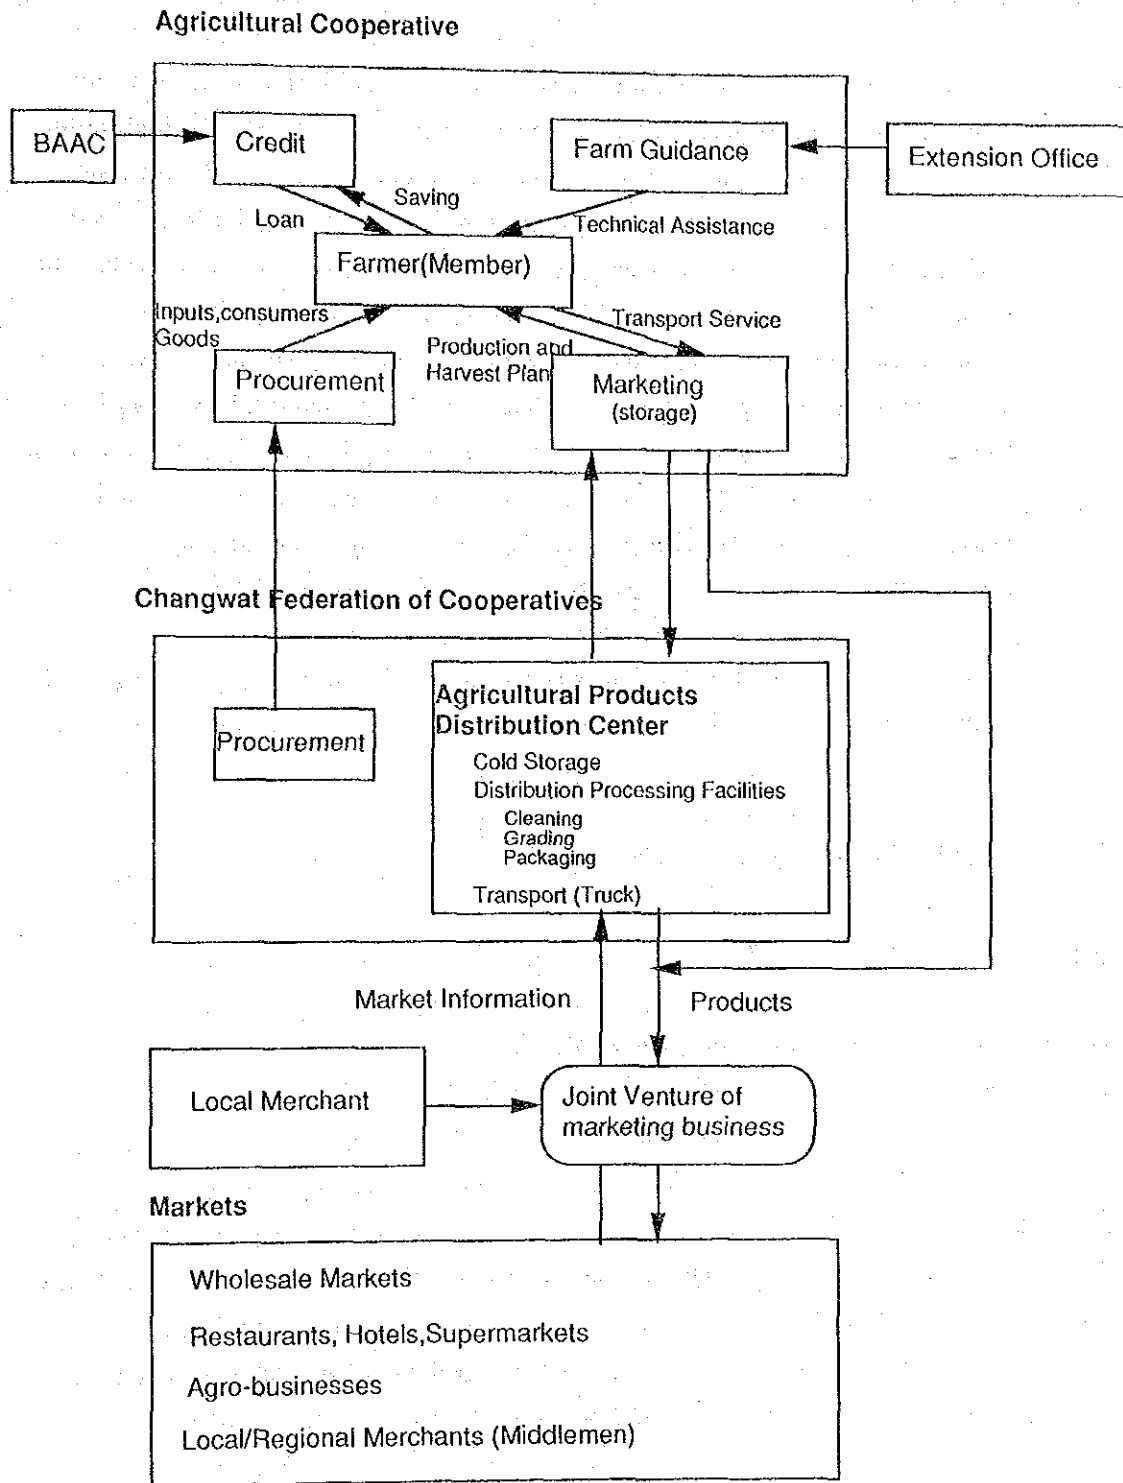 Agricultural Cooperative
BAAC
Credit
Farm Guidance
Extension Office
Saving
Loan
Technical Assistance
Farmer(Member)
Inputs,consumers
Goods
Transport Service
Production and
Harvest Plan
Procurement
Marketing
(storage)
Changwat Federation of Cooperatives
Procurement
Agricultural Products
Distribution Center
Cold Storage
Distribution Processing Facilities
Cleaning
Grading
Packaging
Transport (Truck)
Market Information
Products
Local Merchant
Joint Venture of
marketing business
Markets
Wholesale Markets
Restaurants, Hotels,Supermarkets
Agro-businesses
Local/Regional Merchants (Middlemen)